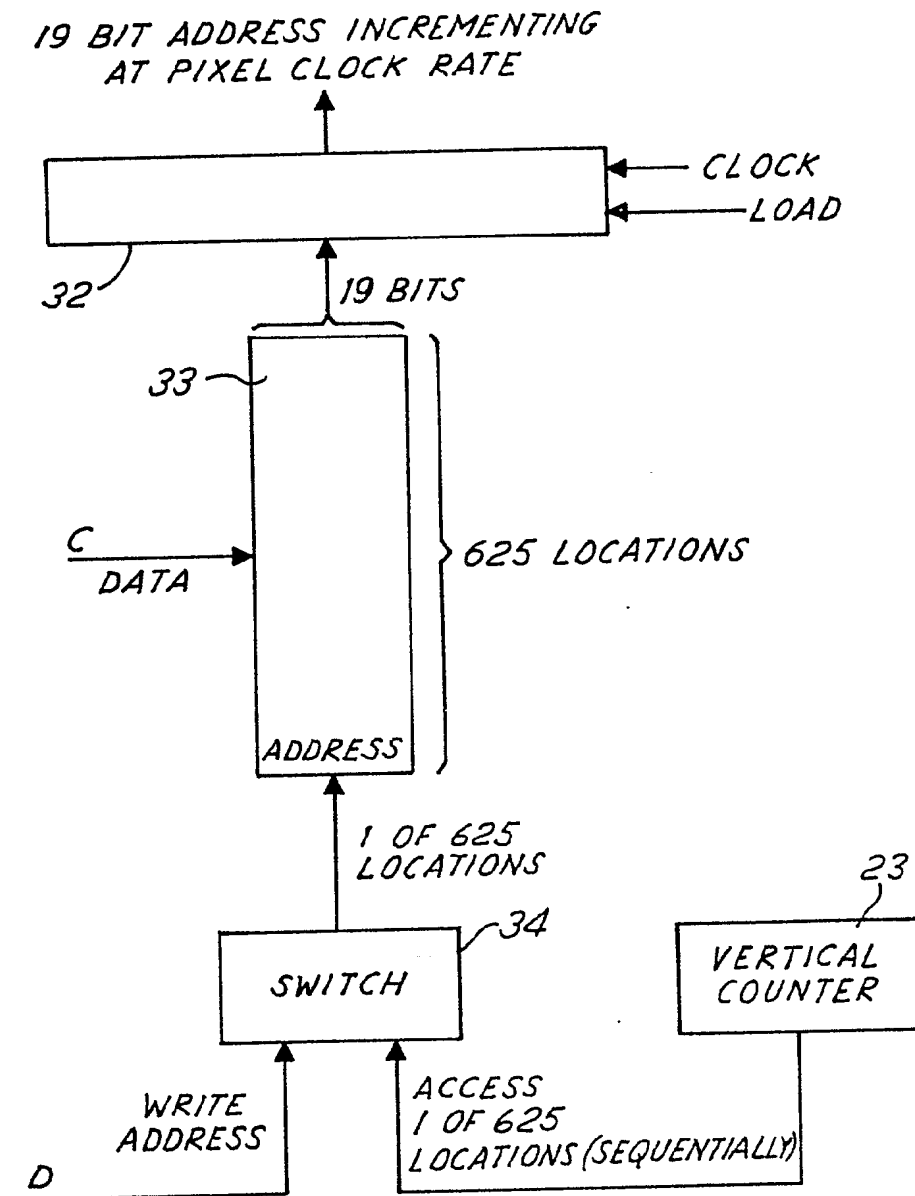 19 BIT ADDRESS INCREMENTING
AT PIXEL CLOCK RATE
CLOCK
LOAD
32
19 BITS
33
C
DATA
625 LOCATIONS
ADDRESS
1 OF 625
LOCATIONS
34
SWITCH
23
VERTICAL
COUNTER
WRITE
ADDRESS
ACCESS
1 OF 625
LOCATIONS (SEQUENTIALLY)
D